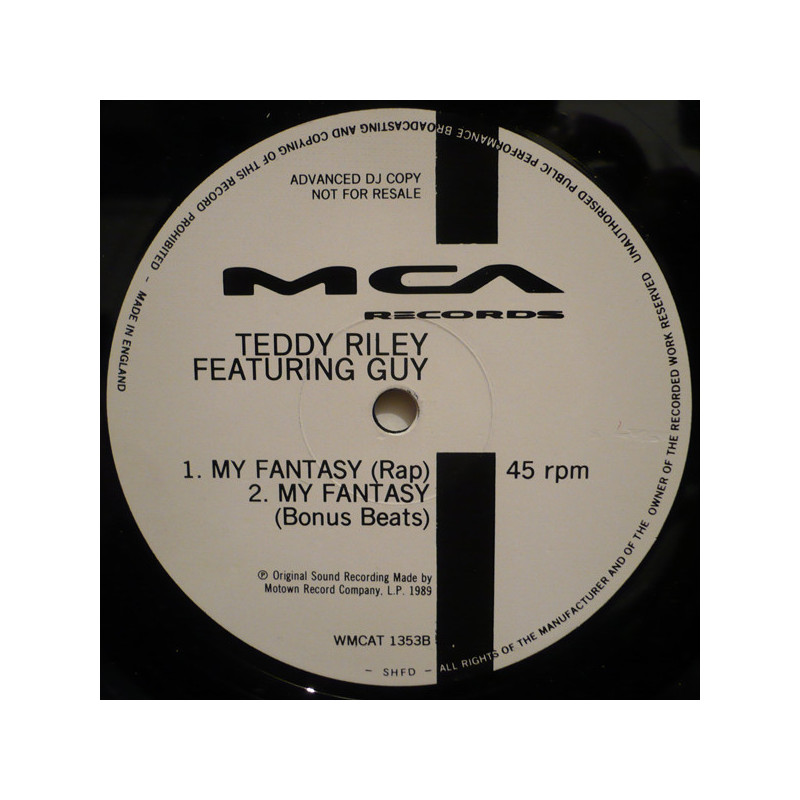 ADVANCED DJ COPY
NOT FOR RESALE
MCA
RECORDS
TEDDY RILEY
FEATURING GUY
1. MY FANTASY (Rap)
2. MY FANTASY
(Bonus Beats)
45 rpm
℗ Original Sound Recording Made by
Motown Record Company, L.P. 1989
WMCAT 1353B
- SHFD - ALL RIGHTS OF THE MANUFACTURER AND OF THE OWNER OF THE RECORDED WORK RESERVED UNAUTHORISED PUBLIC PERFORMANCE BROADCASTING AND COPYING OF THIS RECORD PROHIBITED - MADE IN ENGLAND